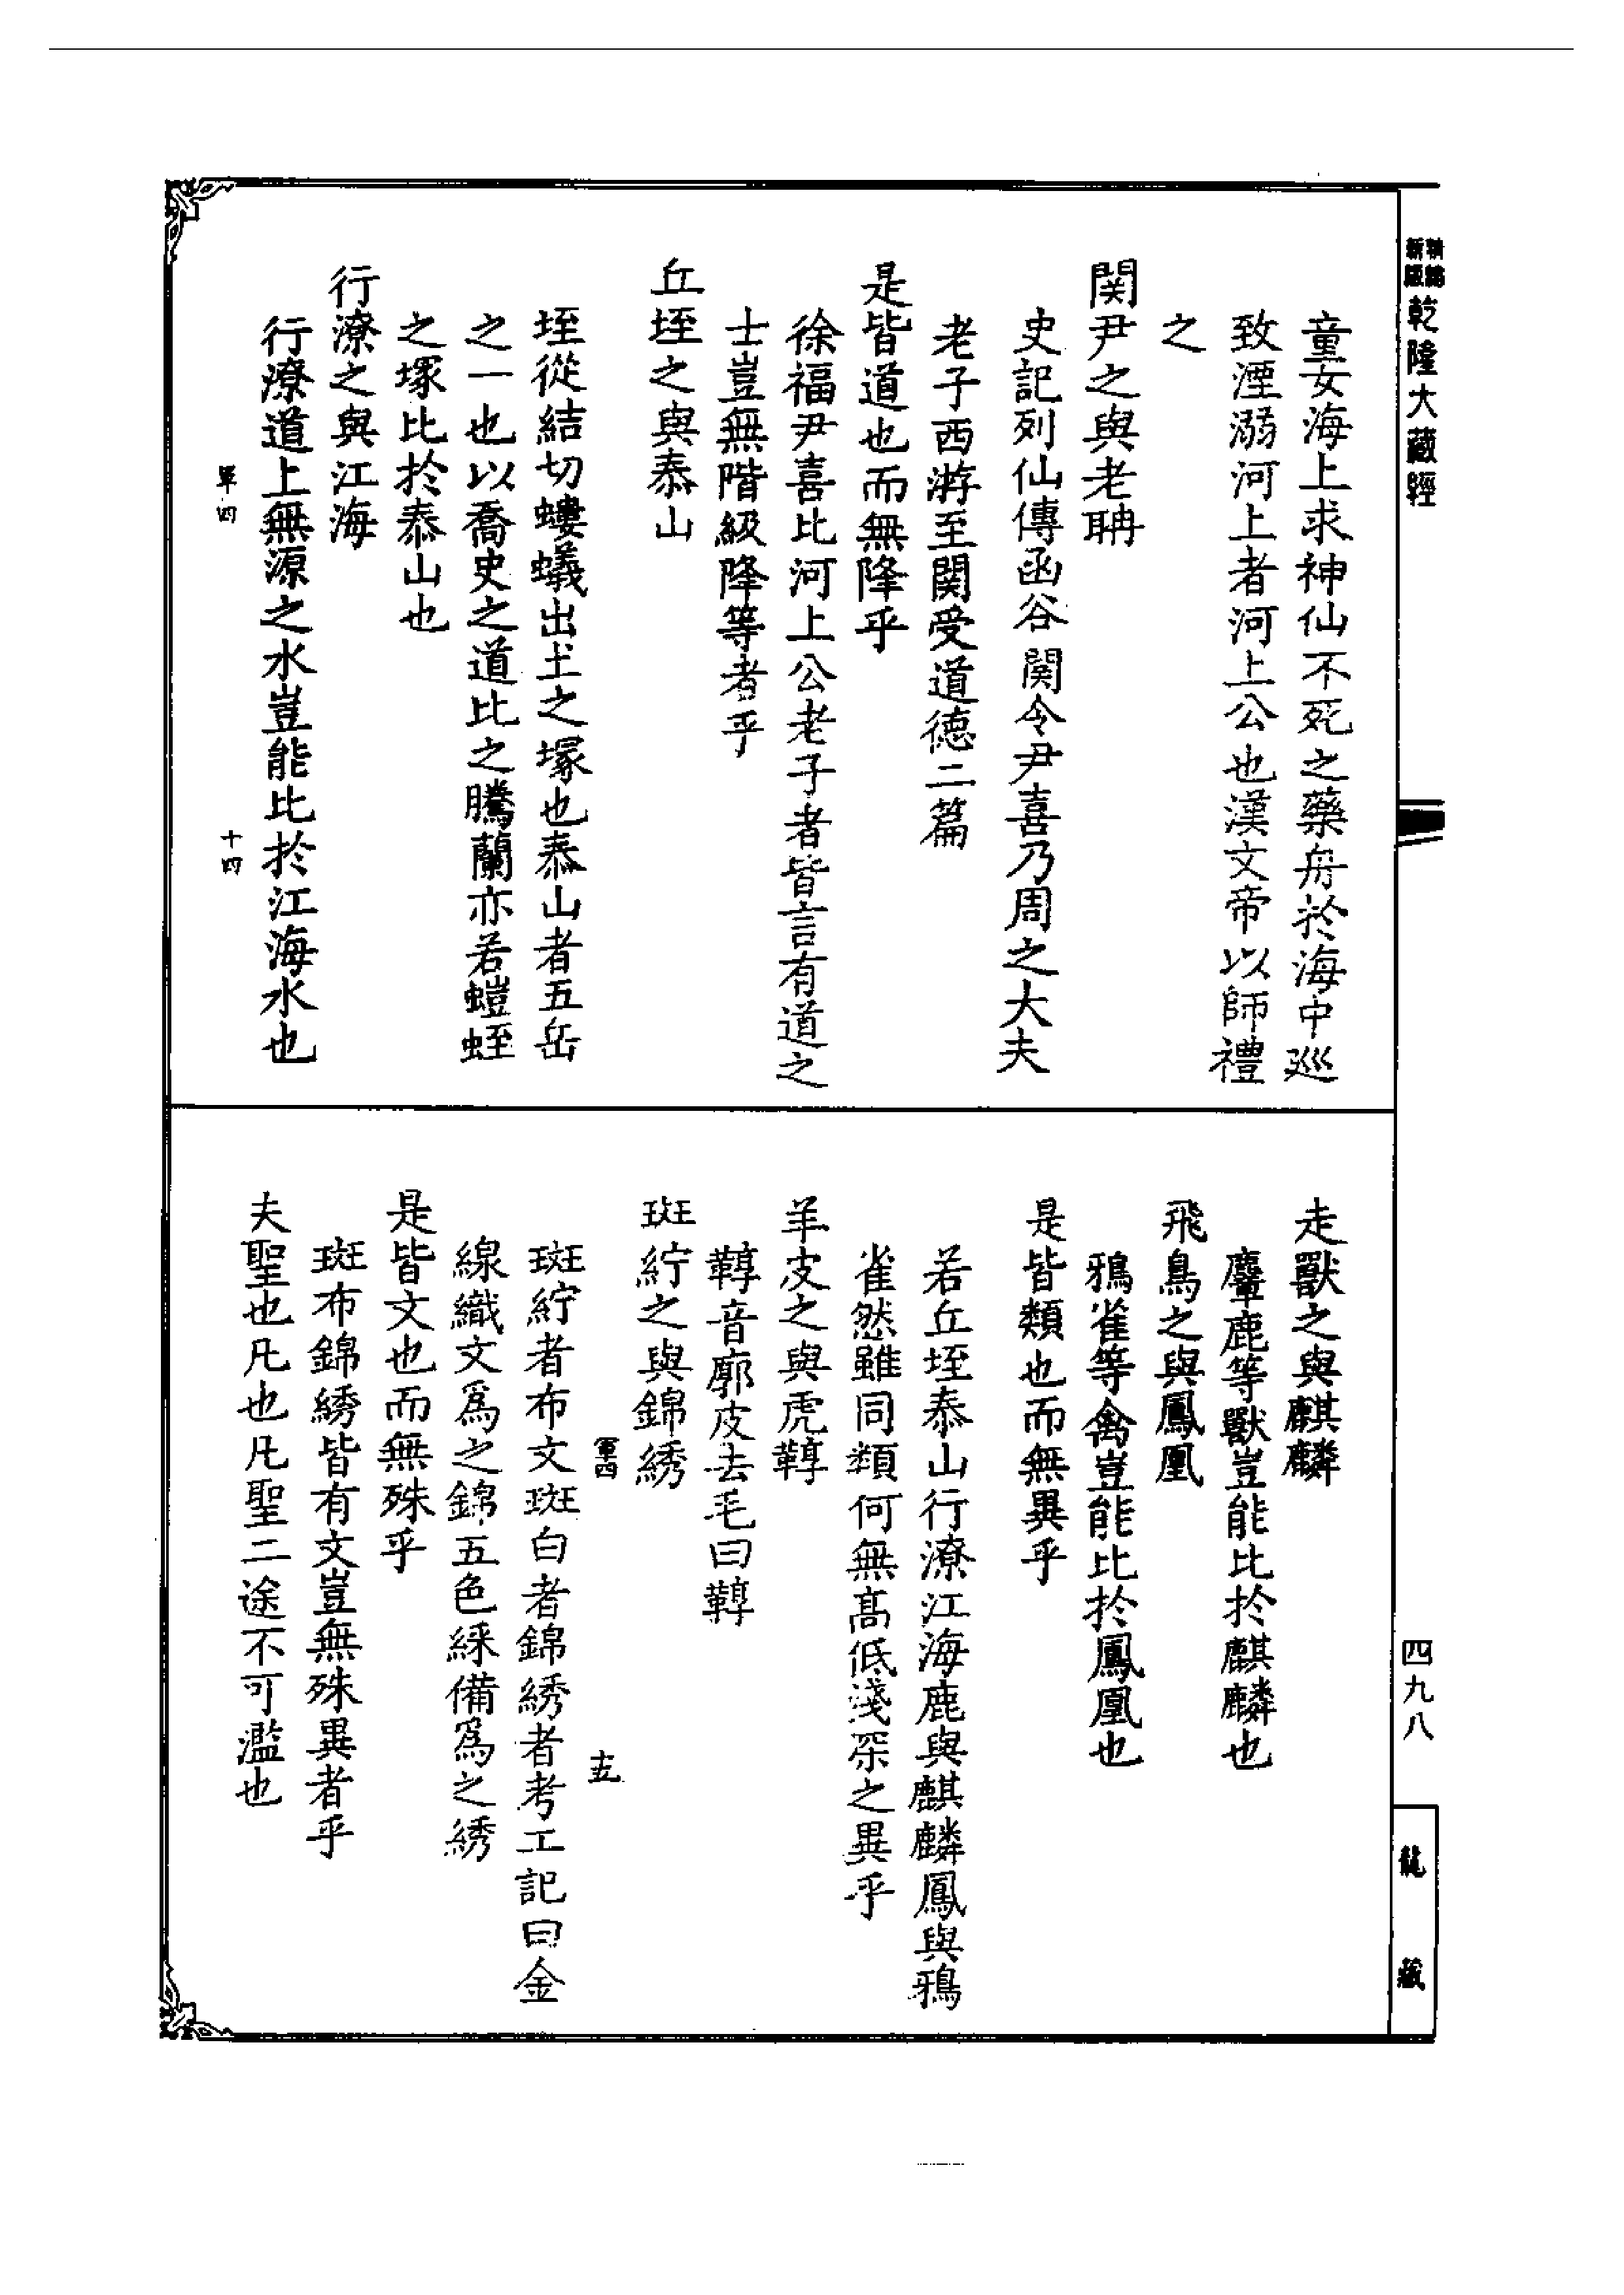 新編
新版
乾隆大藏經
童女海上求神仙不死之藥舟於海中巡
致湮溺河上者河上公也漢文帝以師禮
之
関尹之與老聃
史記列仙傳函谷関令尹喜乃周之大夫
老子西游至関受道德二篇
是皆道也而無降乎
徐福尹喜比河上公老子者皆言有道之
士豈無階級降等者乎
丘垤之與泰山
垤從結切螻蟻出土之塚也泰山者五岳
之一也以喬史之道比之騰蘭亦若螘蛭
之塚比於泰山也
行潦之與江海
行潦道上無源之水豈能比於江海水也
軍四
十四
走獸之與麒麟
麞鹿等獸豈能比於麒麟也
飛鳥之與鳳凰
鴉雀等禽豈能比於鳳凰也
是皆類也而無異乎
若丘垤泰山行潦江海鹿與麒麟鳳與鴉
雀然雖同類何無髙低淺深之異乎
羊皮之與虎鞟
鞟音廓皮去毛曰鞟
斑紵之與錦綉
軍四
十五
斑紵者布文斑白者錦綉者考工記曰金
線織文爲之錦五色綵備爲之綉
是皆文也而無殊乎
斑布錦綉皆有文豈無殊異者乎
夫聖也凡也凡聖二途不可濫也
四九八
龍藏